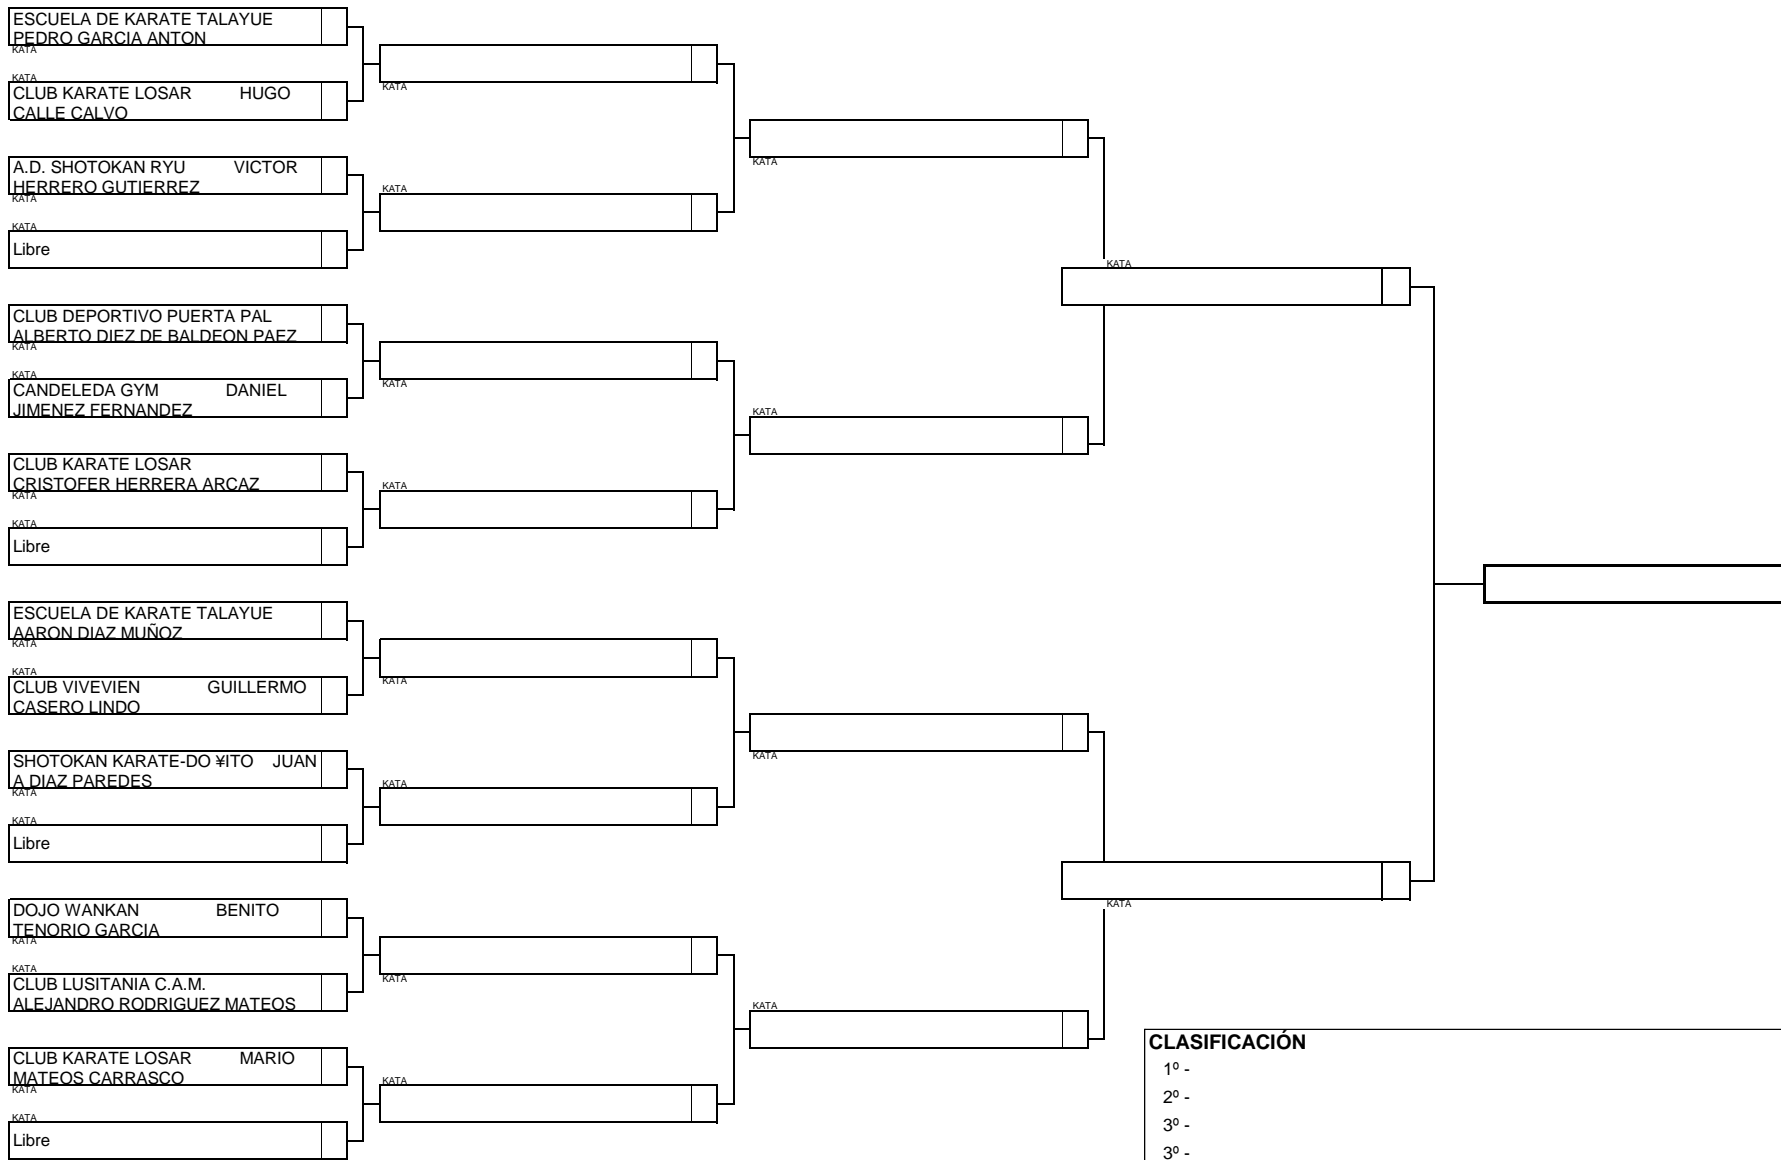 ESCUELA DE KARATE TALAYUE
PEDRO GARCIA ANTON
KATA
KATA
CLUB KARATE LOSAR HUGO
CALLE CALVO
A.D. SHOTOKAN RYU VICTOR
HERRERO GUTIERREZ
KATA
KATA
Libre
CLUB DEPORTIVO PUERTA PAL
ALBERTO DIEZ DE BALDEON PAEZ
KATA
KATA
CANDELEDA GYM DANIEL
JIMENEZ FERNANDEZ
CLUB KARATE LOSAR
CRISTOFER HERRERA ARCAZ
KATA
KATA
Libre
ESCUELA DE KARATE TALAYUE
AARON DIAZ MUÑOZ
KATA
KATA
CLUB VIVEVIEN GUILLERMO
CASERO LINDO
SHOTOKAN KARATE-DO ¥ITO JUAN
A DIAZ PAREDES
KATA
KATA
Libre
DOJO WANKAN BENITO
TENORIO GARCIA
KATA
KATA
CLUB LUSITANIA C.A.M.
ALEJANDRO RODRIGUEZ MATEOS
CLUB KARATE LOSAR MARIO
MATEOS CARRASCO
KATA
KATA
Libre
KATA
KATA
KATA
KATA
KATA
KATA
KATA
KATA
KATA
KATA
KATA
KATA
KATA
KATA
CLASIFICACIÓN
1º -
2º -
3º -
3º -